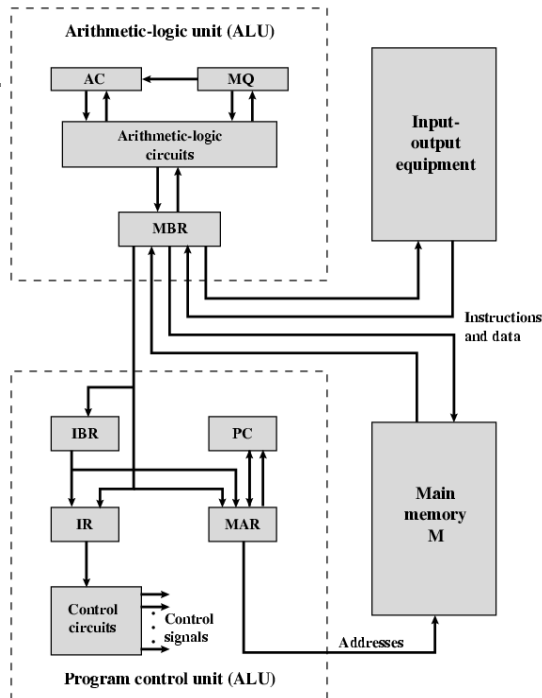 Arithmetic-logic unit (ALU)
AC
MQ
Arithmetic-logic
circuits
MBR
Input-
output
equipment
Instructions
and data
IBR
PC
IR
MAR
Main
memory
M
Control
circuits
Control
signals
Addresses
Program control unit (ALU)